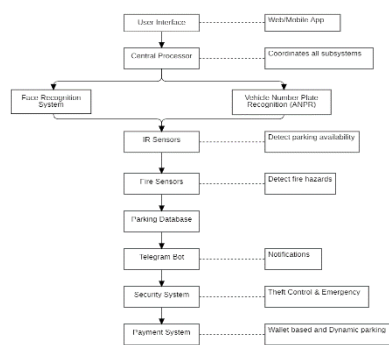 User Interface
Web/Mobile App
Central Processor
Coordinates all subsystems
Face Recognition
System
Vehicle Number Plate
Recognition (ANPR)
IR Sensors
Detect parking availability
Fire Sensors
Detect fire hazards
Parking Database
Telegram Bot
Notifications
Security System
Theft Control & Emergency
Payment System
Wallet based and Dynamic parking